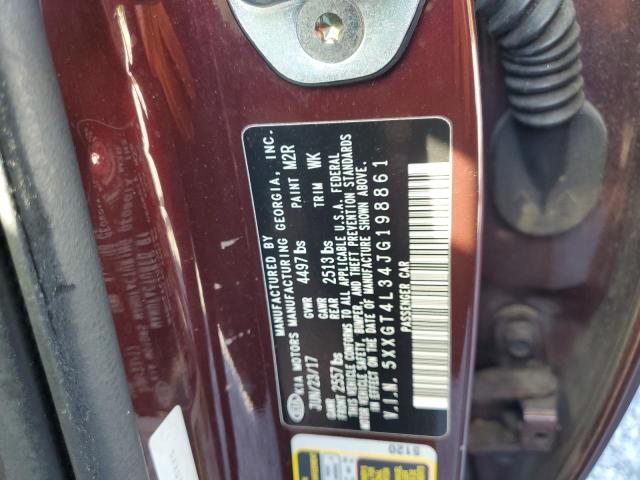 MANUFACTURED BY
KIA MOTORS MANUFACTURING GEORGIA, INC.
JUN/23/17 GVWR 4497 lbs PAINT M2R
GAWR FRONT 2557 lbs GAWR REAR 2513 lbs TRIM WK
THIS VEHICLE CONFORMS TO ALL APPLICABLE U.S.A. FEDERAL
MOTOR VEHICLE SAFETY, BUMPER, AND THEFT PREVENTION STANDARDS
IN EFFECT ON THE DATE OF MANUFACTURE SHOWN ABOVE.
V.I.N. 5XXGT4L34JG198861
PASSENGER CAR
5120